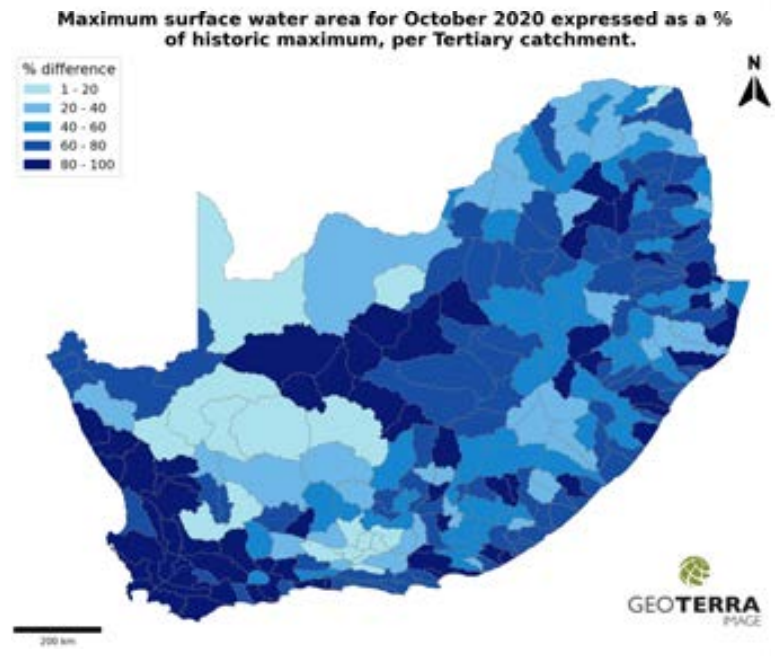 Maximum surface water area for October 2020 expressed as a %
of historic maximum, per Tertiary catchment.
% difference
1 - 20
20 - 40
40 - 60
60 - 80
80 - 100
N
GEOTERRA
IMAGE
200 km